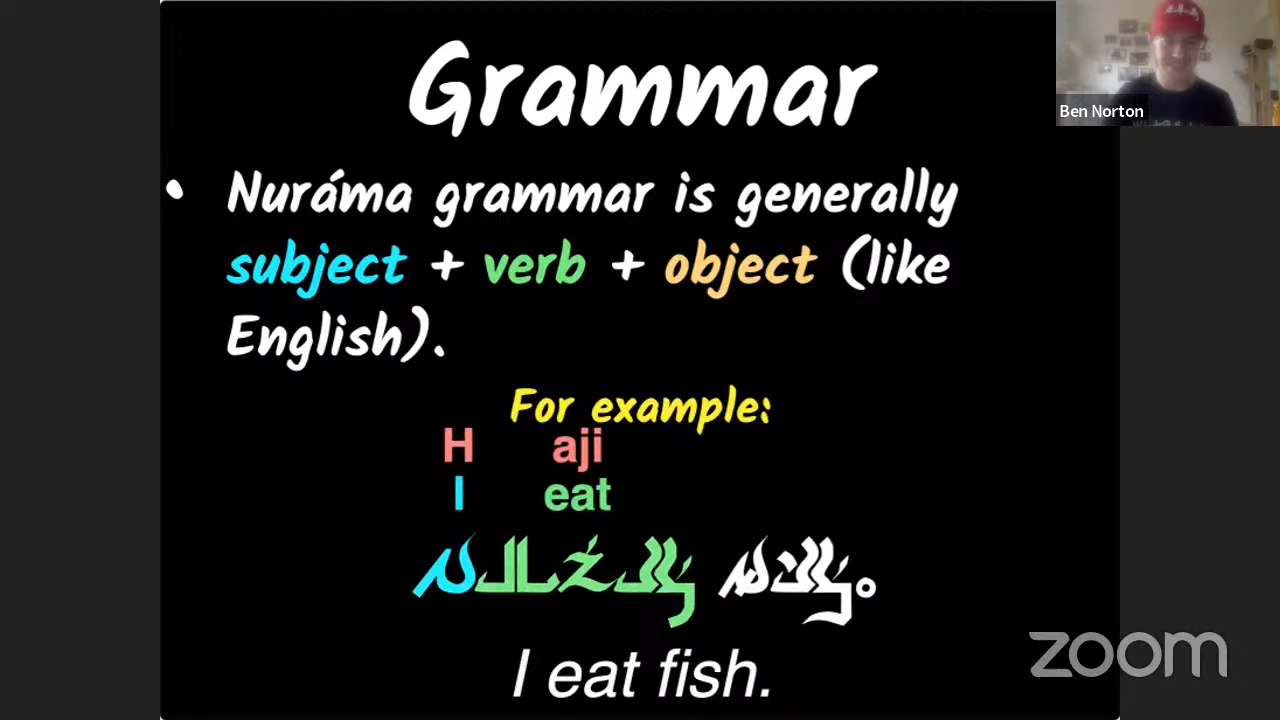 Grammar
Ben Norton
• Nuráma grammar is generally
subject + verb + object (like
English).
For example:
H aji
I eat
I eat fish.
zoom